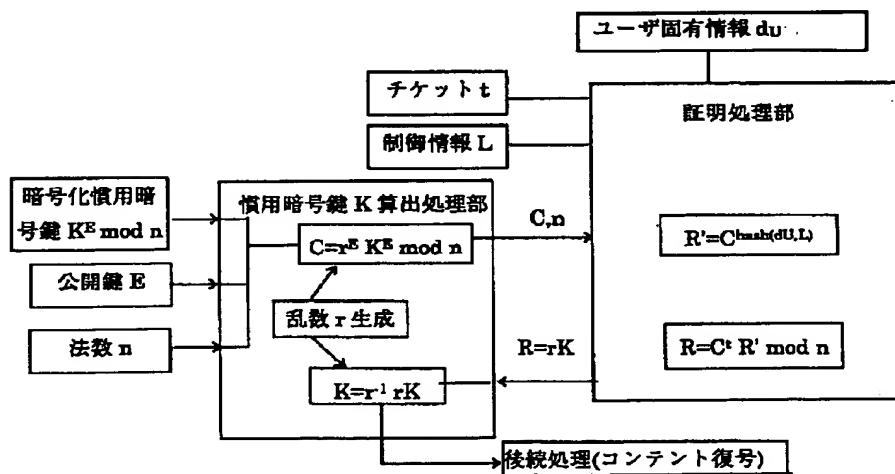 ユーザ固有情報 dU
チケット t
制御情報 L
証明処理部
暗号化慣用暗
号鍵 K^E mod n
公開鍵 E
法数 n
慣用暗号鍵 K 算出処理部
C=r^E K^E mod n
乱数 r 生成
K=r^-1 rK
C,n
R=rK
R'=C^hash(dU,L)
R=C^t R' mod n
後続処理(コンテント復号)